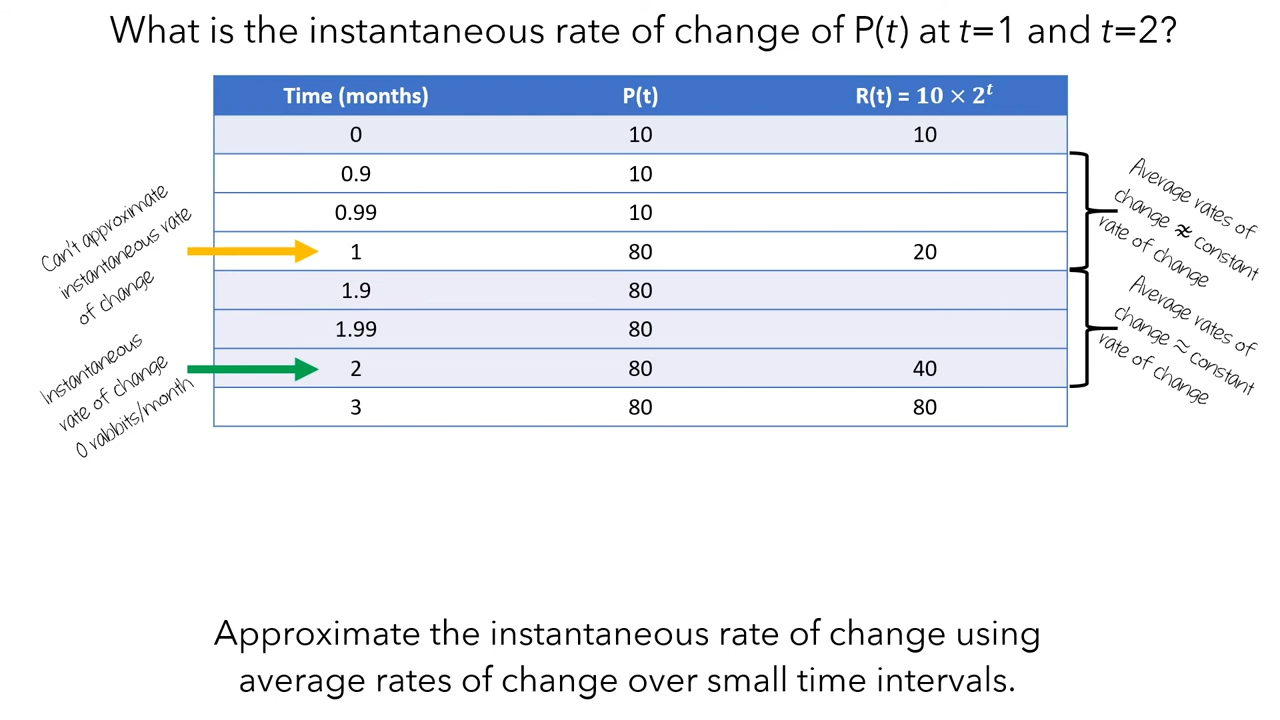 What is the instantaneous rate of change of P(t) at t=1 and t=2?
Time (months) P(t) R(t) = 10 × 2^t
0 10 10
0.9 10
0.99 10
1 80 20
1.9 80
1.99 80
2 80 40
3 80 80
Can't approximate
instantaneous rate
of change
Instantaneous
rate of change
0 rabbits/month
Average rates of
change ≉ constant
rate of change
Average rates of
change ≈ constant
rate of change
Approximate the instantaneous rate of change using
average rates of change over small time intervals.